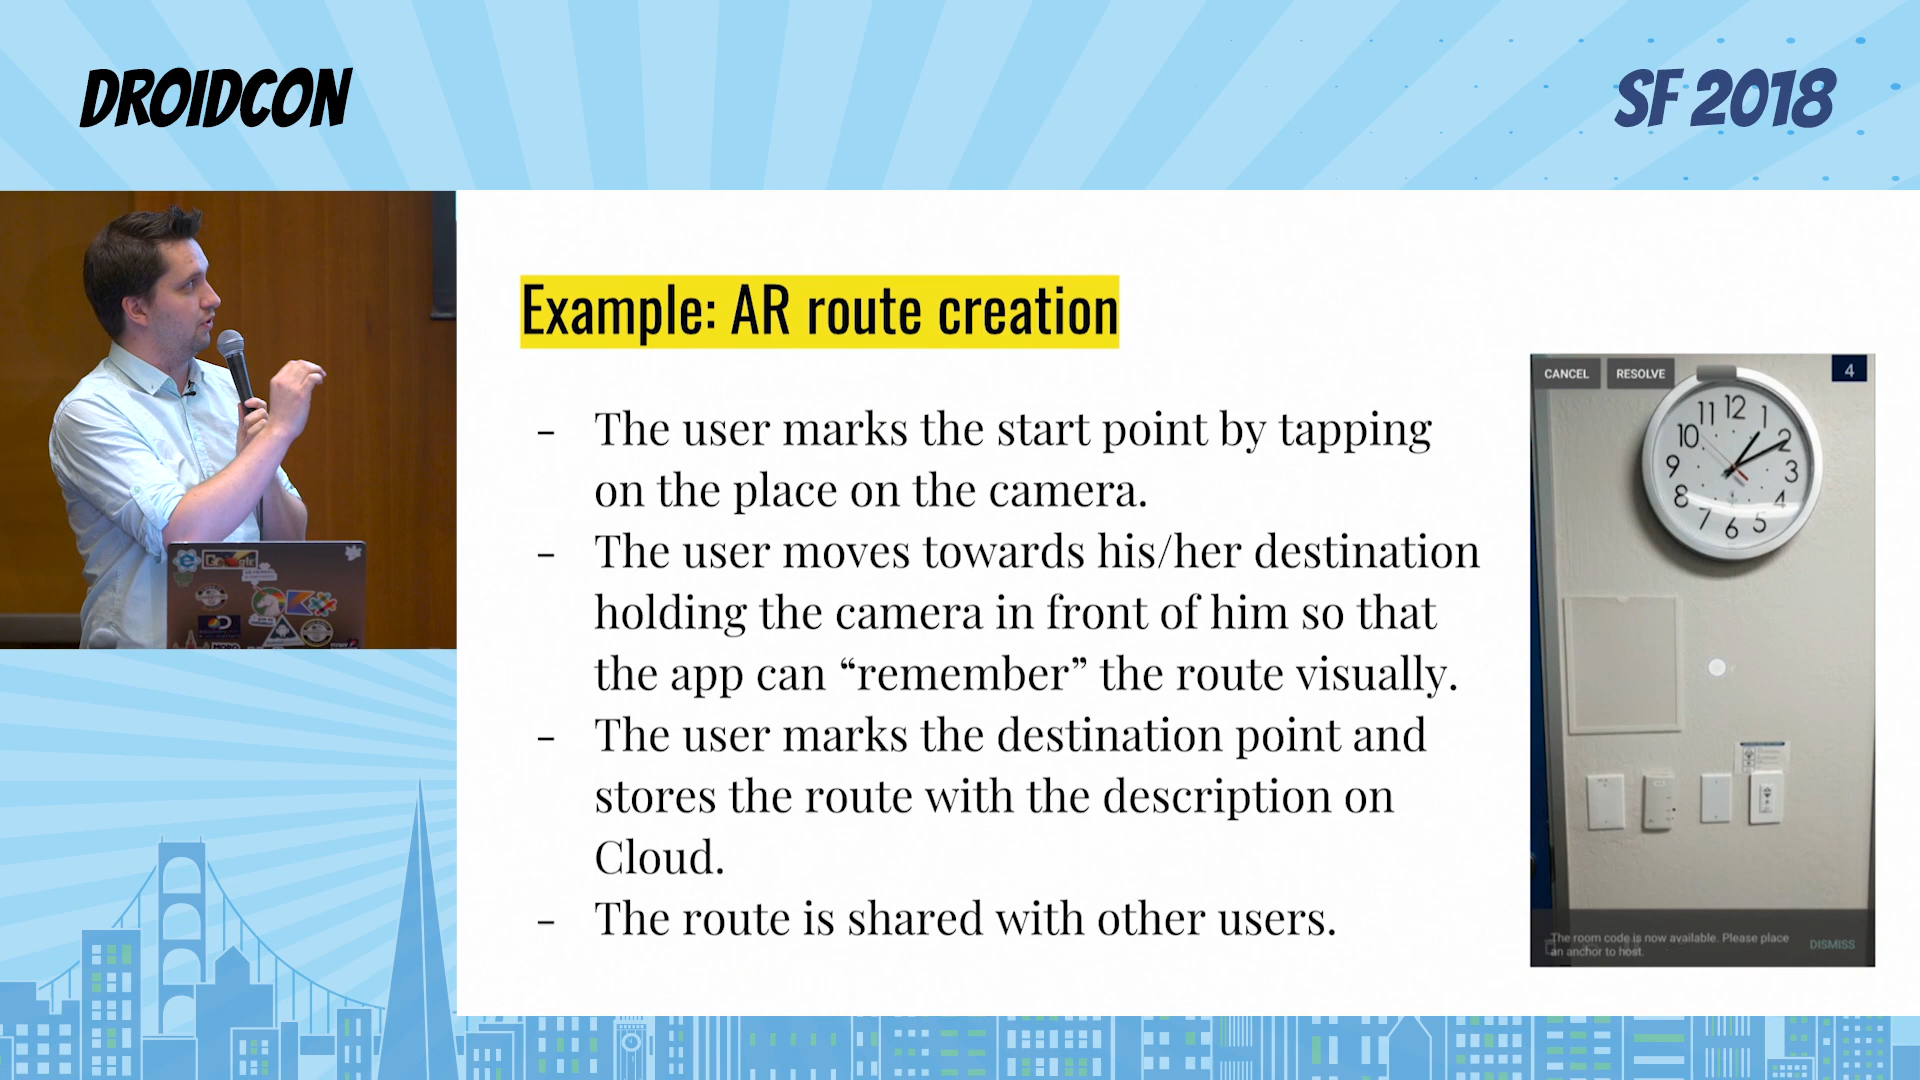 DROIDCON
SF 2018
Example: AR route creation
- The user marks the start point by tapping
on the place on the camera.
- The user moves towards his/her destination
holding the camera in front of him so that
the app can “remember” the route visually.
- The user marks the destination point and
stores the route with the description on
Cloud.
- The route is shared with other users.
CANCEL RESOLVE 4
11 12 1
10 2
9 3
8 4
7 6 5
The room code is now available. Please place
an anchor to host.
DISMISS
Google